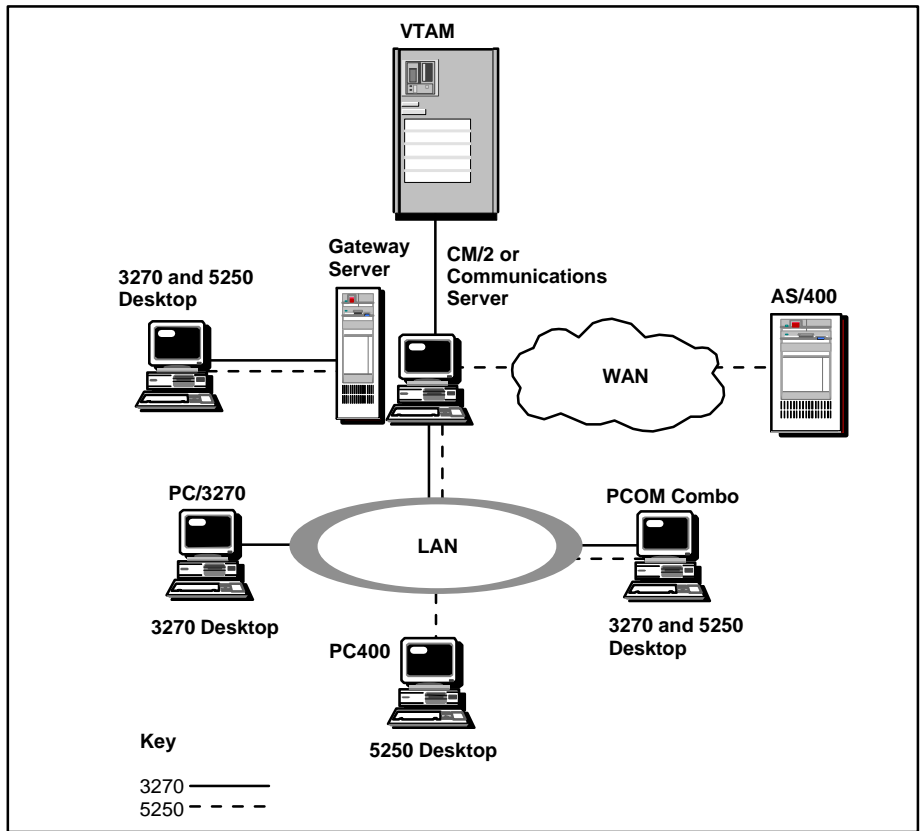 VTAM
Gateway
Server
CM/2 or
Communications
Server
3270 and 5250
Desktop
AS/400
WAN
PC/3270
PCOM Combo
LAN
3270 Desktop
3270 and 5250
Desktop
PC400
5250 Desktop
Key
3270
5250